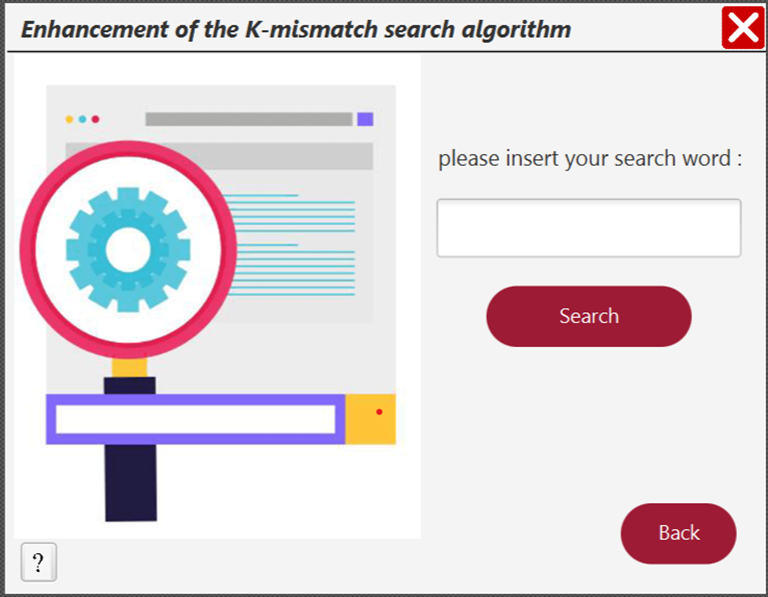 Enhancement of the K-mismatch search algorithm
please insert your search word :
Search
Back
?